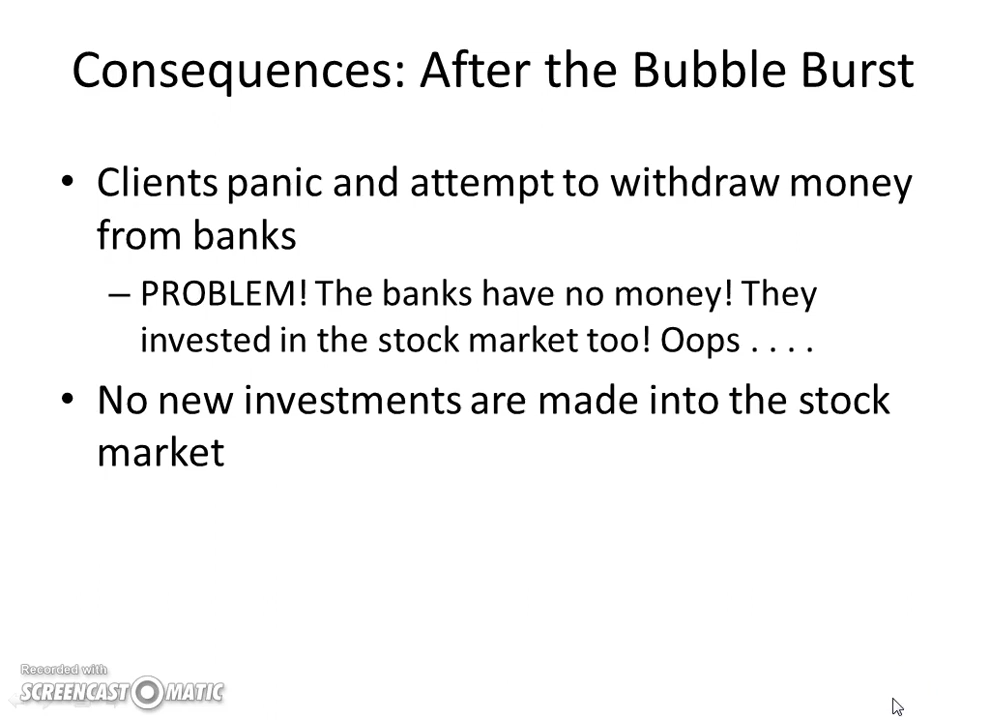 Consequences: After the Bubble Burst
• Clients panic and attempt to withdraw money
from banks
– PROBLEM! The banks have no money! They
invested in the stock market too! Oops . . . .
• No new investments are made into the stock
market
Recorded with
SCREENCAST-O-MATIC